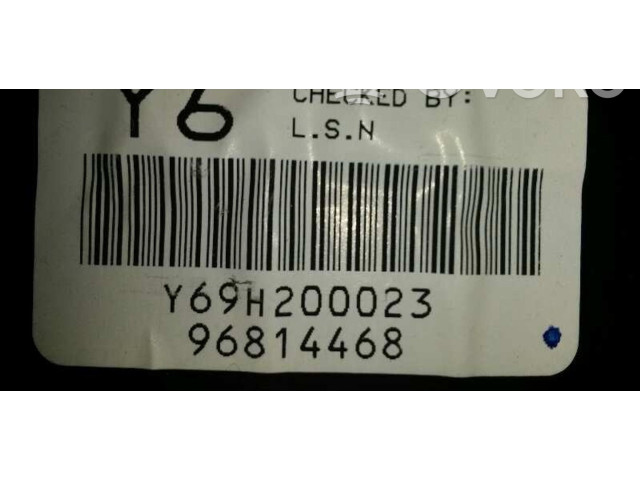 Y6
CHECKED BY:
L.S.N
Y69H200023
96814468